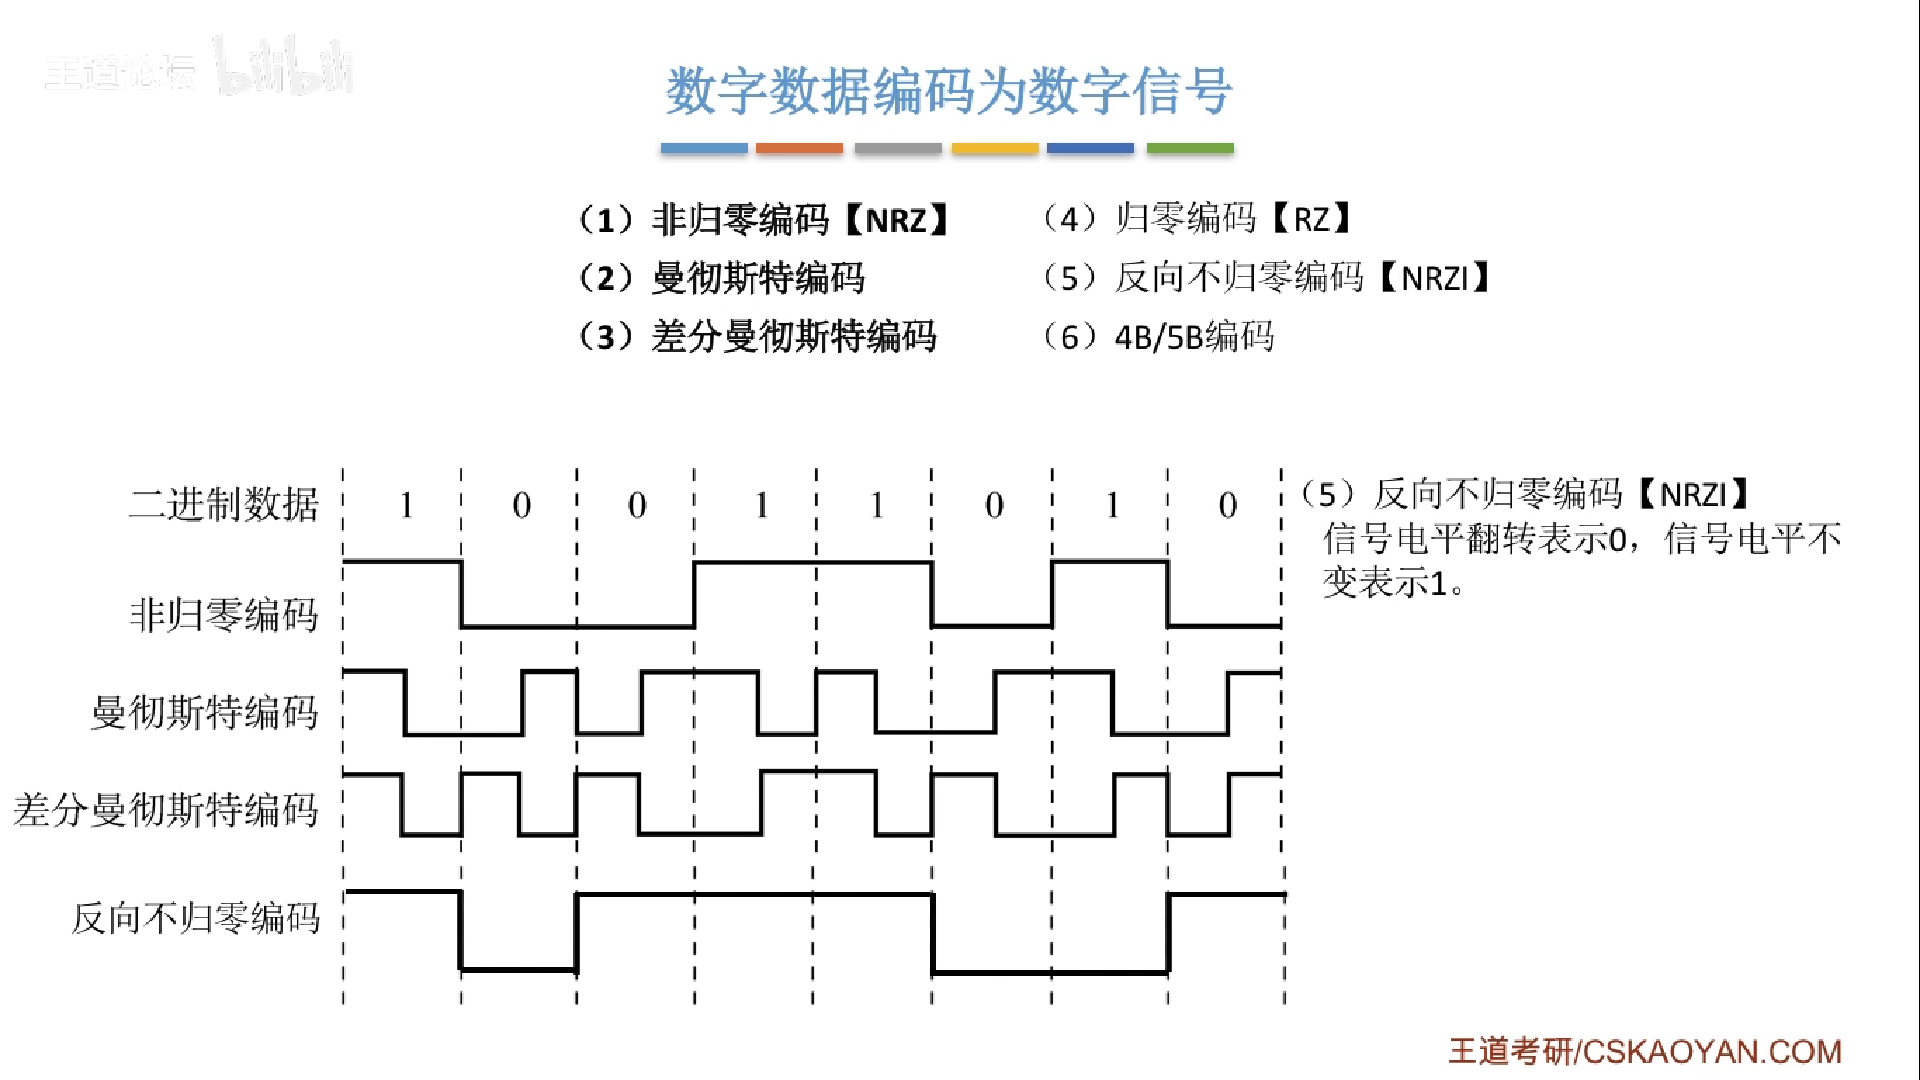 王道论坛 bilibili
数字数据编码为数字信号
（1）非归零编码【NRZ】 （4）归零编码【RZ】
（2）曼彻斯特编码 （5）反向不归零编码【NRZI】
（3）差分曼彻斯特编码 （6）4B/5B编码
二进制数据 1 0 0 1 1 0 1 0
非归零编码
曼彻斯特编码
差分曼彻斯特编码
反向不归零编码
（5）反向不归零编码【NRZI】
信号电平翻转表示0，信号电平不
变表示1。
王道考研/CSKAOYAN.COM